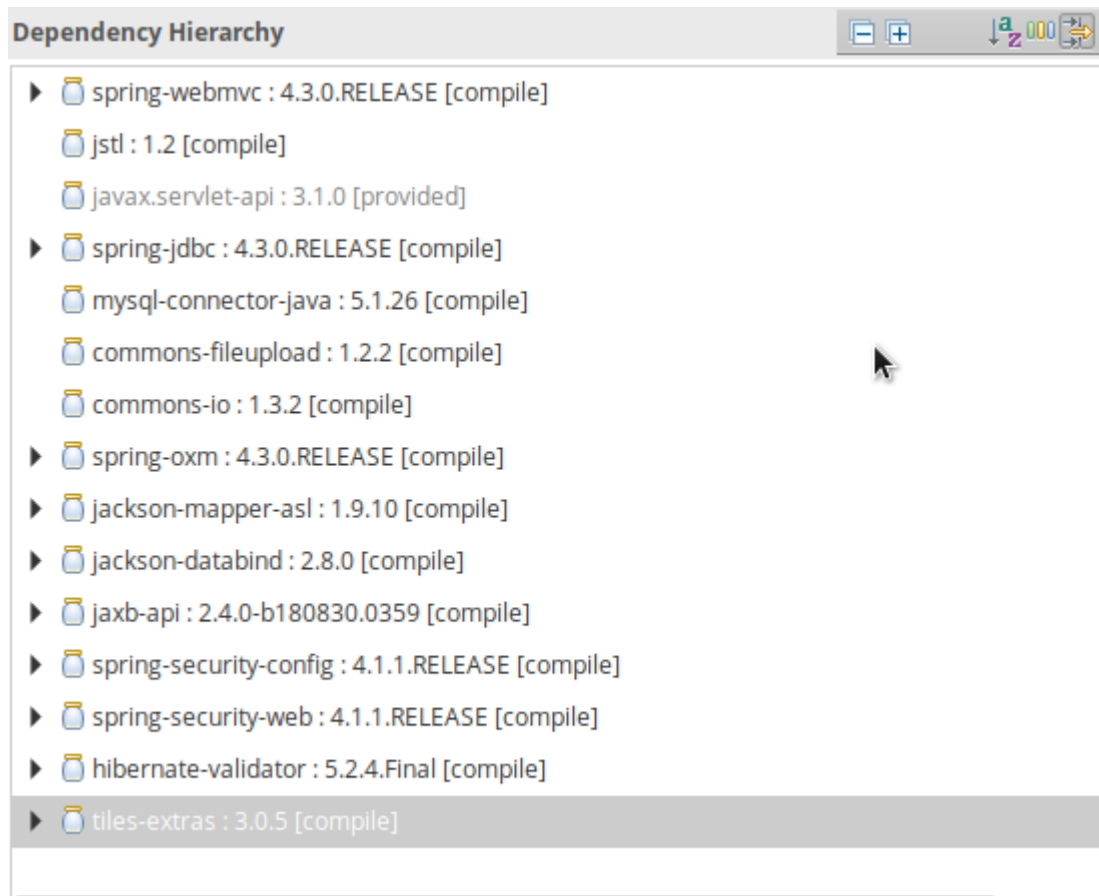 Dependency Hierarchy
spring-webmvc : 4.3.0.RELEASE [compile]
jstl : 1.2 [compile]
javax.servlet-api : 3.1.0 [provided]
spring-jdbc : 4.3.0.RELEASE [compile]
mysql-connector-java : 5.1.26 [compile]
commons-fileupload : 1.2.2 [compile]
commons-io : 1.3.2 [compile]
spring-oxm : 4.3.0.RELEASE [compile]
jackson-mapper-asl : 1.9.10 [compile]
jackson-databind : 2.8.0 [compile]
jaxb-api : 2.4.0-b180830.0359 [compile]
spring-security-config : 4.1.1.RELEASE [compile]
spring-security-web : 4.1.1.RELEASE [compile]
hibernate-validator : 5.2.4.Final [compile]
tiles-extras : 3.0.5 [compile]